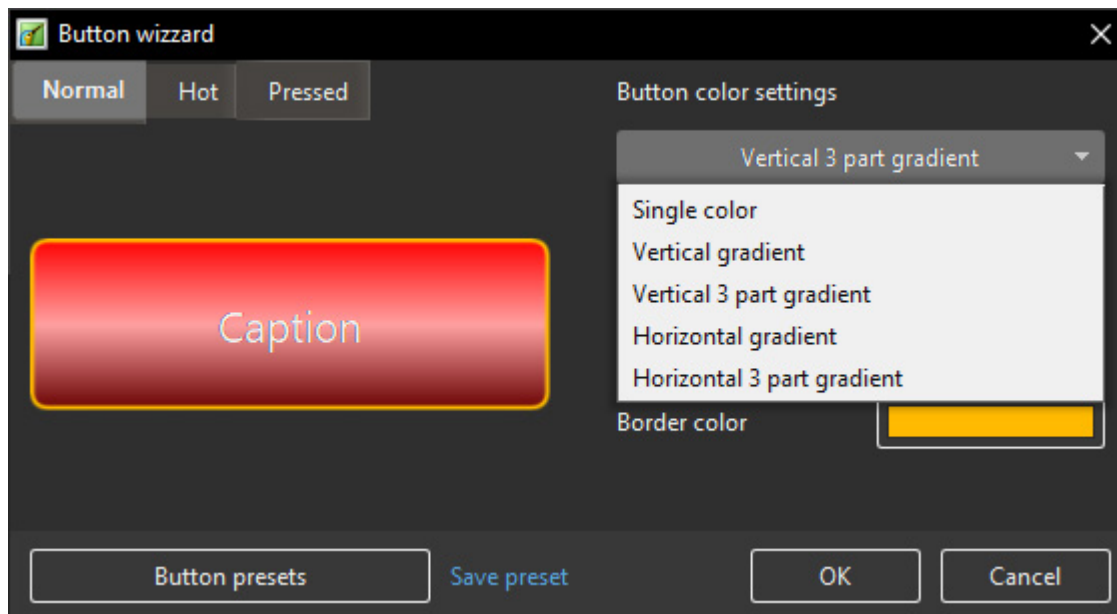 Button wizzard
Normal Hot Pressed
Button color settings
Vertical 3 part gradient
Single color
Vertical gradient
Vertical 3 part gradient
Horizontal gradient
Horizontal 3 part gradient
Caption
Border color
Button presets Save preset OK Cancel